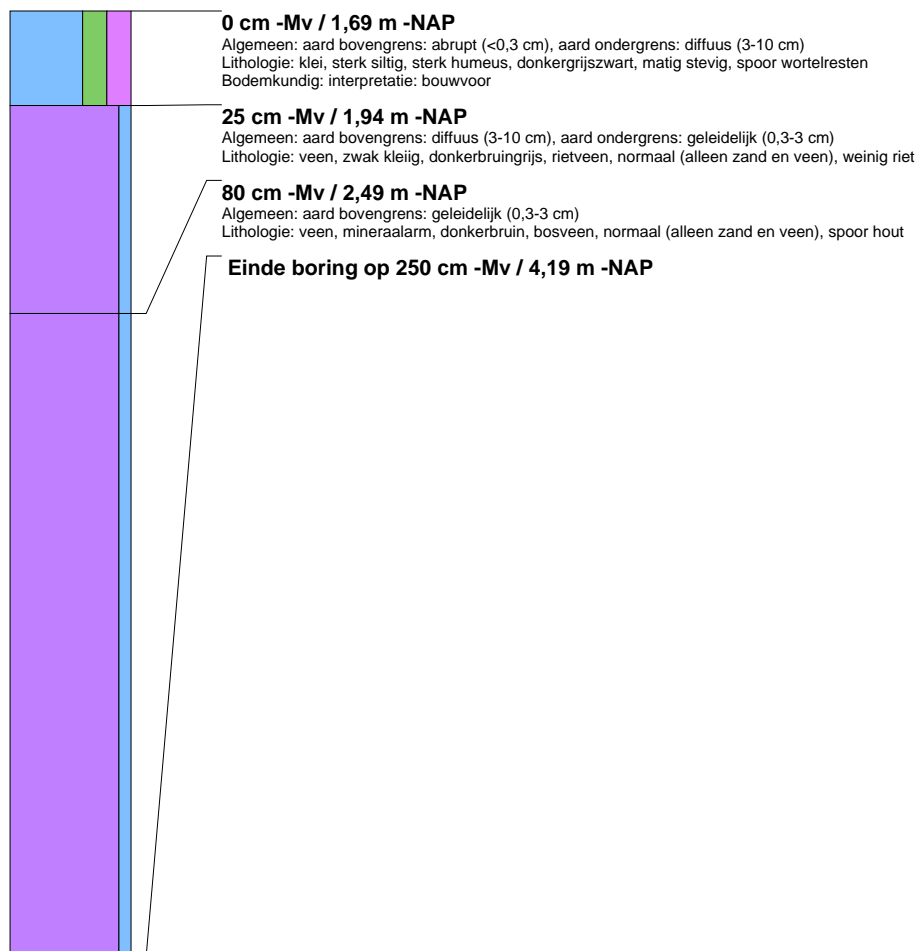 0 cm -Mv / 1,69 m -NAP
Algemeen: aard bovengrens: abrupt (<0,3 cm), aard ondergrens: diffuus (3-10 cm)
Lithologie: klei, sterk siltig, sterk humeus, donkergrijszwart, matig stevig, spoor wortelresten
Bodemkundig: interpretatie: bouwvoor
25 cm -Mv / 1,94 m -NAP
Algemeen: aard bovengrens: diffuus (3-10 cm), aard ondergrens: geleidelijk (0,3-3 cm)
Lithologie: veen, zwak kleiig, donkerbruingrijs, rietveen, normaal (alleen zand en veen), weinig riet
80 cm -Mv / 2,49 m -NAP
Algemeen: aard bovengrens: geleidelijk (0,3-3 cm)
Lithologie: veen, mineraalarm, donkerbruin, bosveen, normaal (alleen zand en veen), spoor hout
Einde boring op 250 cm -Mv / 4,19 m -NAP